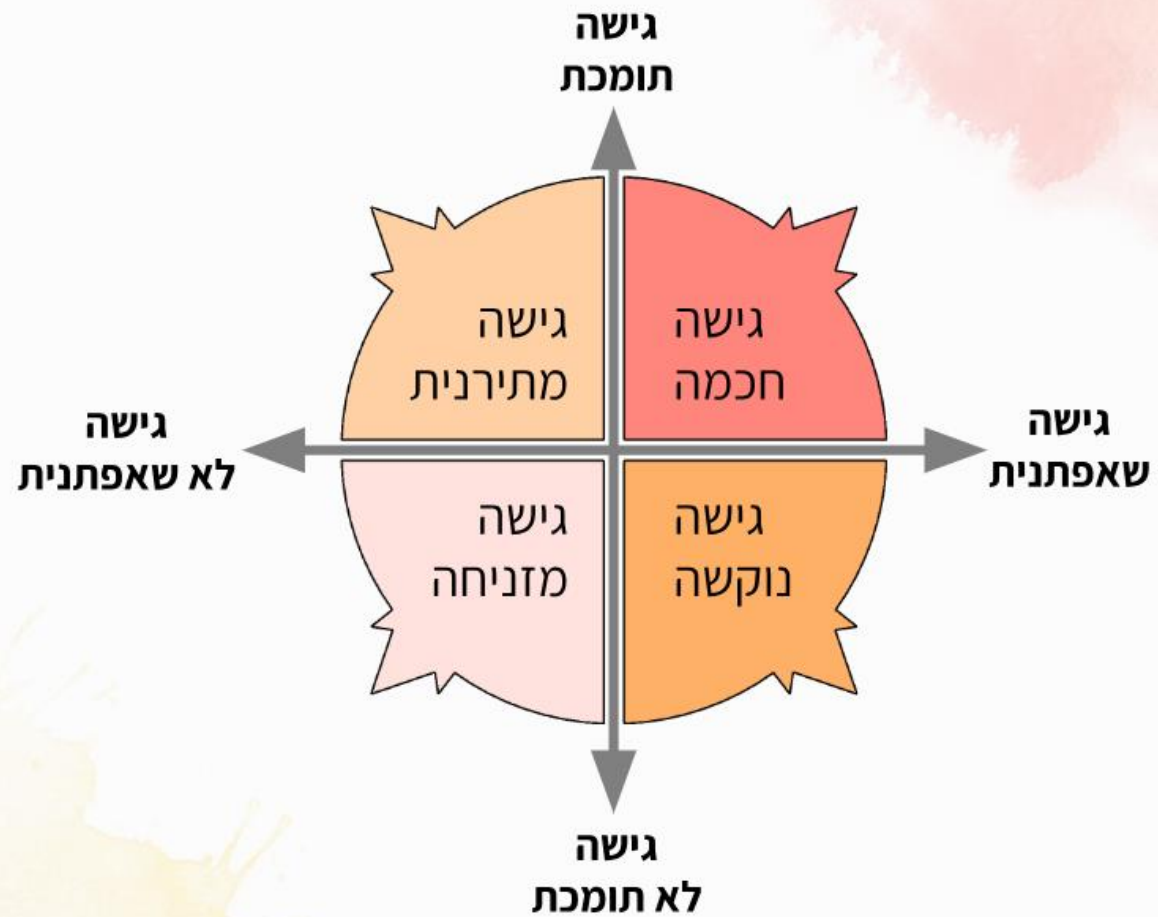 גישה
תומכת
גישה
חכמה
גישה
מתירנית
גישה
שאפתנית
גישה
לא שאפתנית
גישה
נוקשה
גישה
מזניחה
גישה
לא תומכת